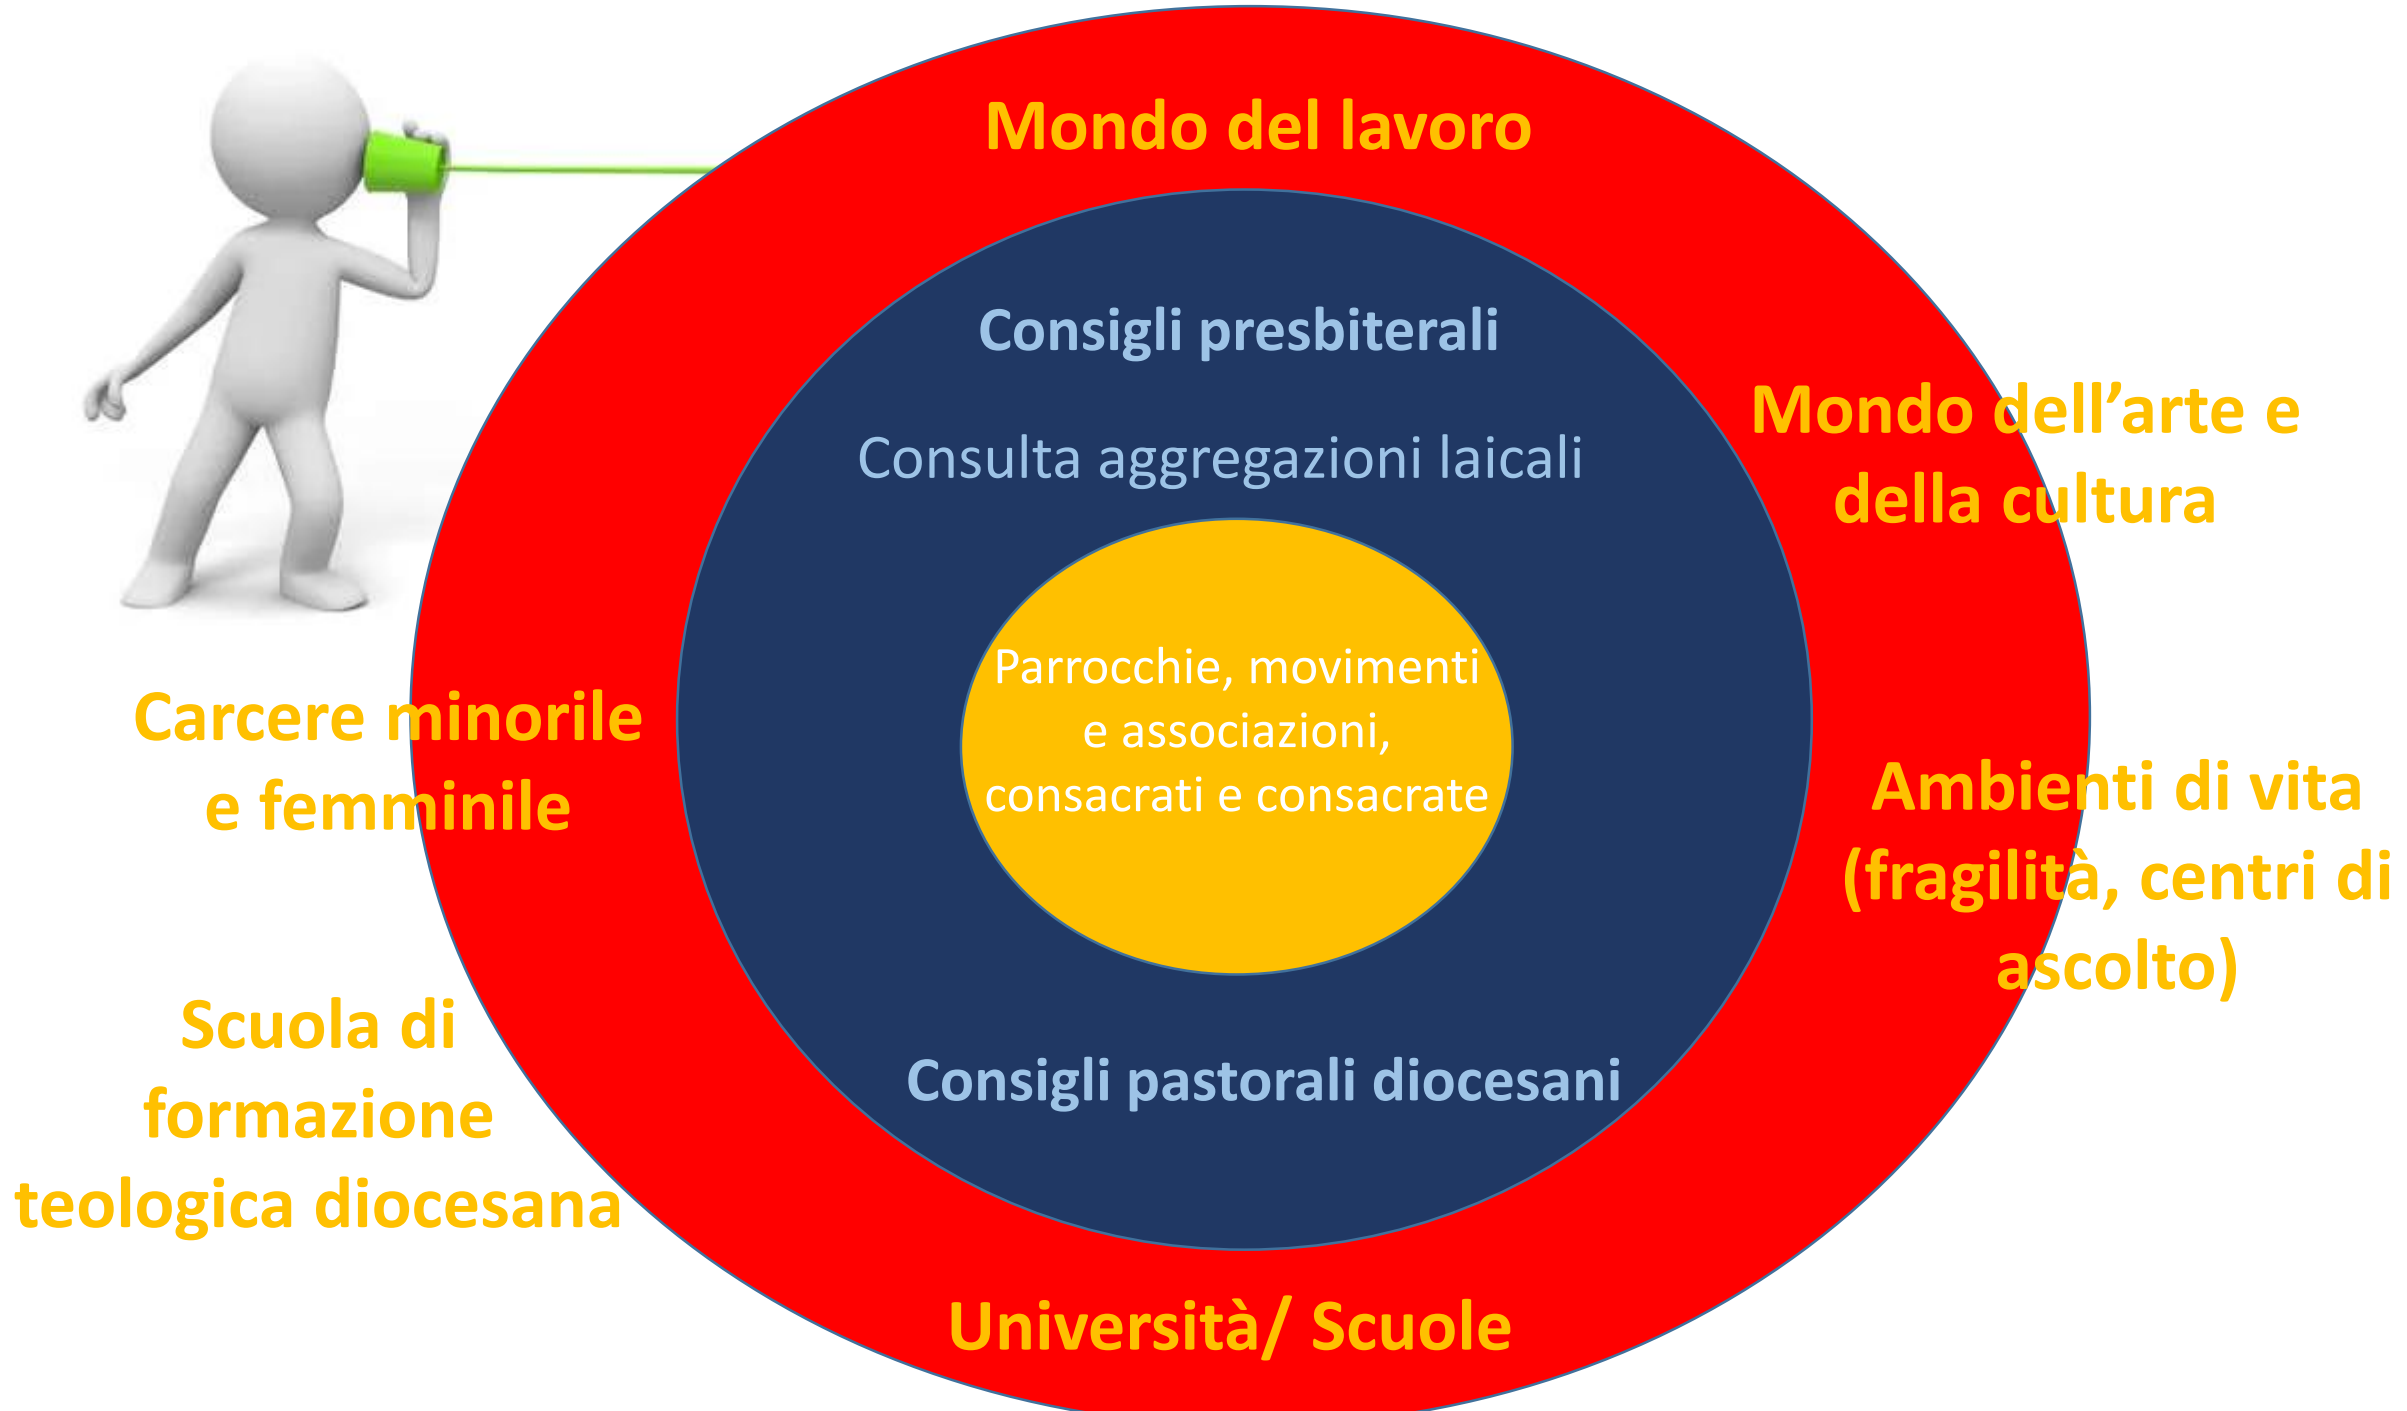 Mondo del lavoro
Consigli presbiterali
Consulta aggregazioni laicali
Mondo dell’arte e
della cultura
Parrocchie, movimenti
e associazioni,
consacrati e consacrate
Carcere minorile
e femminile
Ambienti di vita
(fragilità, centri di
ascolto)
Scuola di
formazione
teologica diocesana
Consigli pastorali diocesani
Università/ Scuole